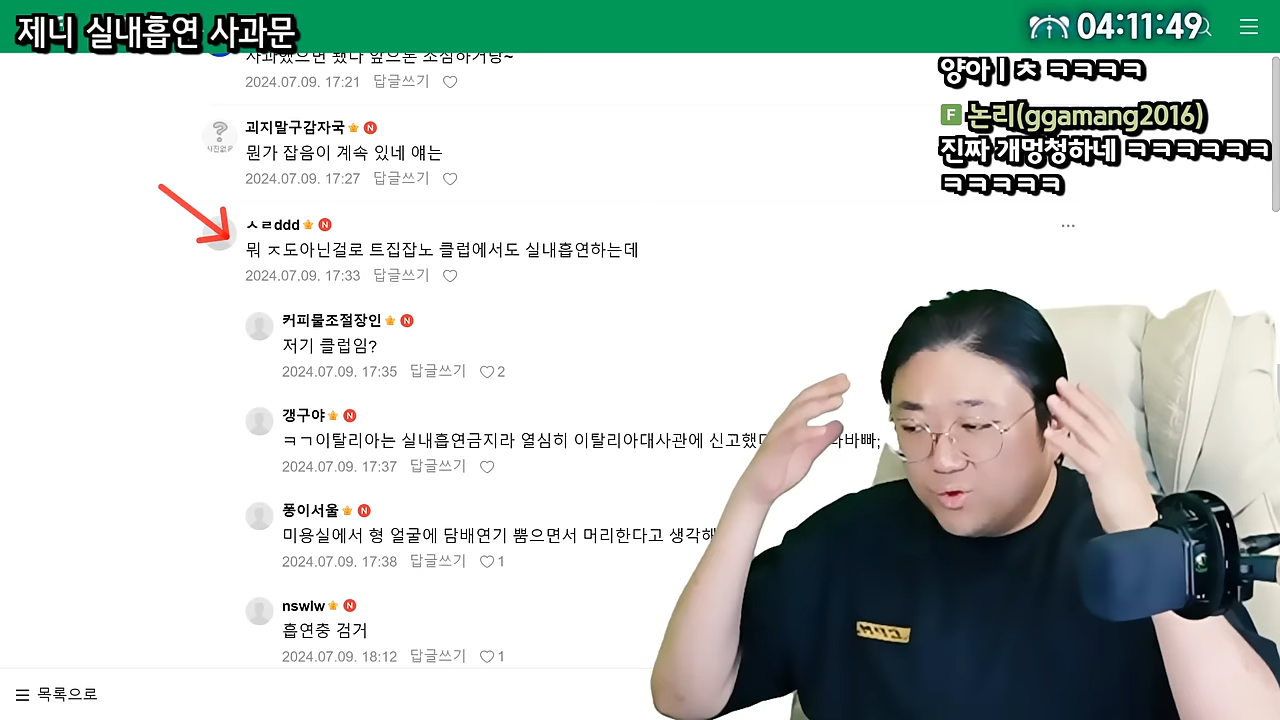 제니 실내흡연 사과문
04:11:49
사과했으면 됐다 앞으론 조심하거랑~
2024.07.09. 17:21 답글쓰기
양아ㅣㅊ ㅋㅋㅋㅋ
F 논리(ggamang2016)
진짜 개멍청하네 ㅋㅋㅋㅋㅋㅋ
ㅋㅋㅋㅋㅋ
괴지말구감자국 N
뭔가 잡음이 계속 있네 얘는
2024.07.09. 17:27 답글쓰기
ㅅㄹddd N
뭐 ㅈ도아닌걸로 트집잡노 클럽에서도 실내흡연하는데
2024.07.09. 17:33 답글쓰기
커피물조절장인 N
저기 클럽임?
2024.07.09. 17:35 답글쓰기 2
갱구야 N
ㅋㄱ이탈리아는 실내흡연금지라 열심히 이탈리아대사관에 신고했 바빠;
2024.07.09. 17:37 답글쓰기
퐁이서울 N
미용실에서 형 얼굴에 담배연기 뿜으면서 머리한다고 생각해
2024.07.09. 17:38 답글쓰기 1
nswlw N
흡연충 검거
2024.07.09. 18:12 답글쓰기 1
목록으로